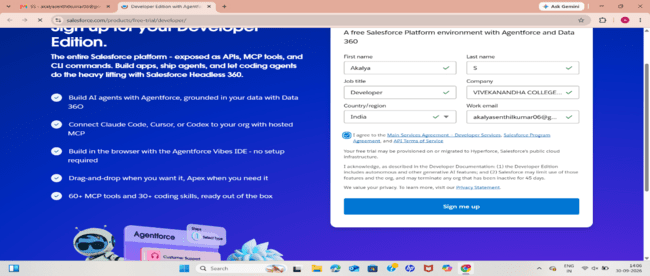 Developer Edition with Agentf
Ask Gemini
salesforce.com/products/free-trial/developer/
Sign up for your Developer
Edition.
The entire Salesforce platform - exposed as APIs, MCP tools, and
CLI commands. Build apps, ship agents, and let coding agents
do the heavy lifting with Salesforce Headless 360.
Build AI agents with Agentforce, grounded in your data with Data
360
Connect Claude Code, Cursor, or Codex to your org with hosted
MCP
Build in the browser with the Agentforce Vibes IDE - no setup
required
Drag-and-drop when you want it, Apex when you need it
60+ MCP tools and 30+ coding skills, ready out of the box
Agentforce
Select Tool
Customer Support
A free Salesforce Platform environment with Agentforce and Data
360
First name
Last name
Akalya
S
Job title
Company
Developer
VIVEKANANDHA COLLEGE...
Country/region
Work email
India
akalyasenthilkumar06@g...
I agree to the Main Services Agreement - Developer Services, Salesforce Program
Agreement, and APS Terms of Service
Your free trial may be provisioned on or migrated to Hyperforce, Salesforce's public cloud
infrastructure.
I acknowledge, as described in the Developer Documentation: (1) the Developer Edition
includes autonomous and other generative AI features, and (2) Salesforce may limit use of those
features and the org, and may terminate any org that has been inactive for 45 days.
We value your privacy. To learn more, visit our Privacy Statement.
Sign me up
Search
ENG
IN
14:06